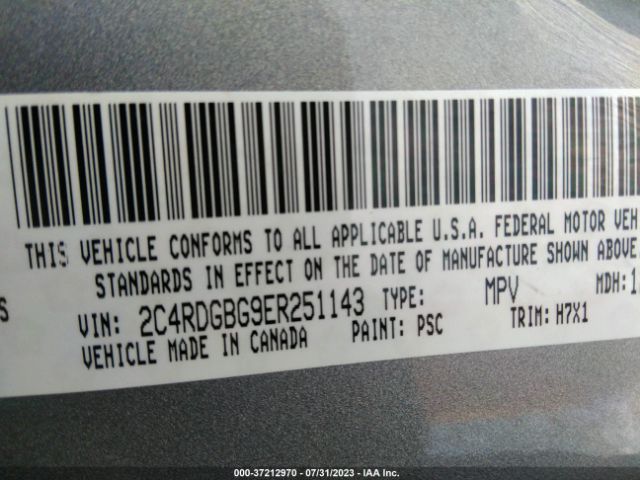 THIS VEHICLE CONFORMS TO ALL APPLICABLE U.S.A. FEDERAL MOTOR VEH
STANDARDS IN EFFECT ON THE DATE OF MANUFACTURE SHOWN ABOVE.
S VIN: 2C4RDGBG9ER251143 TYPE: MPV MDH:1
VEHICLE MADE IN CANADA PAINT: PSC TRIM: H7X1
000-37212970 - 07/31/2023 - IAA Inc.